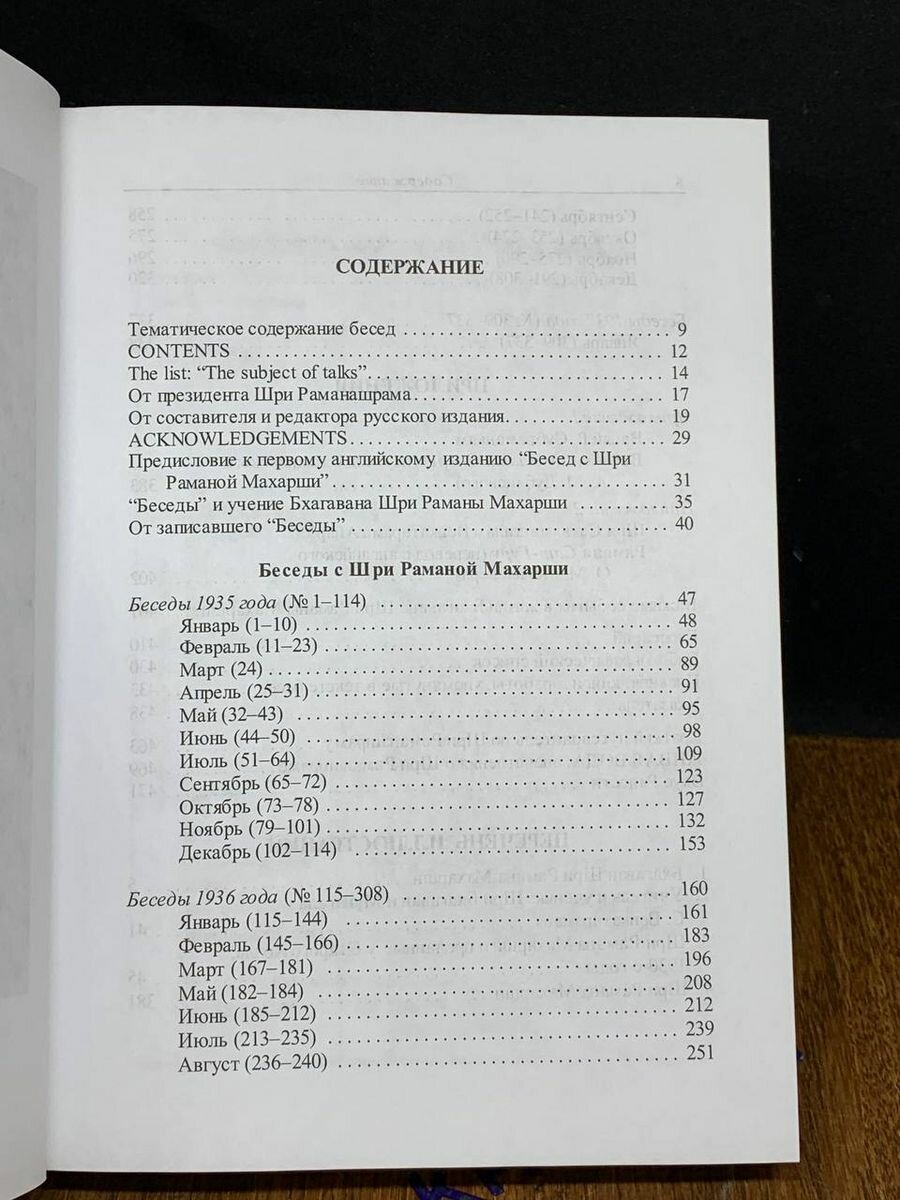 СОДЕРЖАНИЕ
Тематическое содержание бесед . . . . . . . . . . . . . . . . . . . . . . . . . . 9
CONTENTS . . . . . . . . . . . . . . . . . . . . . . . . . . . . . . . . . . . . . . . . 12
The list: “The subject of talks”. . . . . . . . . . . . . . . . . . . . . . . . . . . . 14
От президента Шри Раманашрама . . . . . . . . . . . . . . . . . . . . . . . . 17
От составителя и редактора русского издания. . . . . . . . . . . . . . . . 19
ACKNOWLEDGEMENTS. . . . . . . . . . . . . . . . . . . . . . . . . . . . . . 29
Предисловие к первому английскому изданию “Бесед с Шри
Раманой Махарши” . . . . . . . . . . . . . . . . . . . . . . . . . . . . . . . . 31
“Беседы” и учение Бхагавана Шри Раманы Махарши . . . . . . . . . 35
От записавшего “Беседы” . . . . . . . . . . . . . . . . . . . . . . . . . . . . . . 40
Беседы с Шри Раманой Махарши
Беседы 1935 года (№ 1–114) . . . . . . . . . . . . . . . . . . . . . . . . . . . . 47
Январь (1–10) . . . . . . . . . . . . . . . . . . . . . . . . . . . . . . . . . . . . 48
Февраль (11–23) . . . . . . . . . . . . . . . . . . . . . . . . . . . . . . . . . . 65
Март (24) . . . . . . . . . . . . . . . . . . . . . . . . . . . . . . . . . . . . . . . 89
Апрель (25–31) . . . . . . . . . . . . . . . . . . . . . . . . . . . . . . . . . . . 91
Май (32–43) . . . . . . . . . . . . . . . . . . . . . . . . . . . . . . . . . . . . . 95
Июнь (44–50) . . . . . . . . . . . . . . . . . . . . . . . . . . . . . . . . . . . . 98
Июль (51–64) . . . . . . . . . . . . . . . . . . . . . . . . . . . . . . . . . . . 109
Сентябрь (65–72) . . . . . . . . . . . . . . . . . . . . . . . . . . . . . . . . 123
Октябрь (73–78) . . . . . . . . . . . . . . . . . . . . . . . . . . . . . . . . . 127
Ноябрь (79–101) . . . . . . . . . . . . . . . . . . . . . . . . . . . . . . . . . 132
Декабрь (102–114) . . . . . . . . . . . . . . . . . . . . . . . . . . . . . . . 153
Беседы 1936 года (№ 115–308) . . . . . . . . . . . . . . . . . . . . . . . . . 160
Январь (115–144) . . . . . . . . . . . . . . . . . . . . . . . . . . . . . . . . 161
Февраль (145–166) . . . . . . . . . . . . . . . . . . . . . . . . . . . . . . . 183
Март (167–181) . . . . . . . . . . . . . . . . . . . . . . . . . . . . . . . . . . 196
Май (182–184) . . . . . . . . . . . . . . . . . . . . . . . . . . . . . . . . . . 208
Июнь (185–212) . . . . . . . . . . . . . . . . . . . . . . . . . . . . . . . . . 212
Июль (213–235) . . . . . . . . . . . . . . . . . . . . . . . . . . . . . . . . . 239
Август (236–240) . . . . . . . . . . . . . . . . . . . . . . . . . . . . . . . . 251